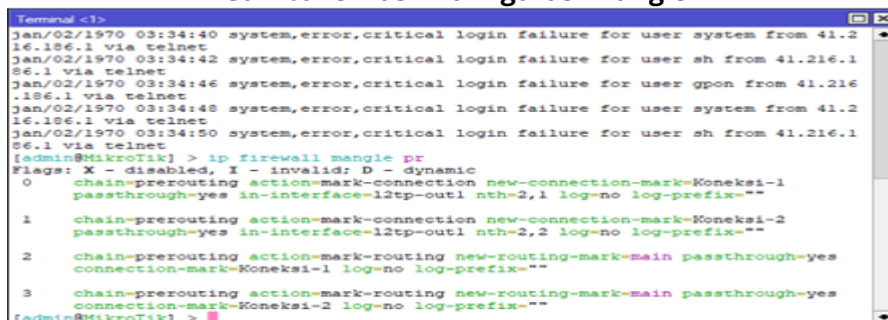 Terminal <1>
jan/02/1970 03:34:40 system,error,critical login failure for user system from 41.2
16.186.1 via telnet
jan/02/1970 03:34:42 system,error,critical login failure for user sh from 41.216.1
86.1 via telnet
jan/02/1970 03:34:46 system,error,critical login failure for user gpon from 41.216
.186.1 via telnet
jan/02/1970 03:34:48 system,error,critical login failure for user system from 41.2
16.186.1 via telnet
jan/02/1970 03:34:50 system,error,critical login failure for user sh from 41.216.1
86.1 via telnet
[admin@MikroTik] > ip firewall mangle pr
Flags: X - disabled, I - invalid; D - dynamic
0 chain=prerouting action=mark-connection new-connection-mark=Koneksi-1
passthrough=yes in-interface=l2tp-out1 nth=2,1 log=no log-prefix=""
1 chain=prerouting action=mark-connection new-connection-mark=Koneksi-2
passthrough=yes in-interface=l2tp-out1 nth=2,2 log=no log-prefix=""
2 chain=prerouting action=mark-routing new-routing-mark=main passthrough=yes
connection-mark=Koneksi-1 log=no log-prefix=""
3 chain=prerouting action=mark-routing new-routing-mark=main passthrough=yes
connection-mark=Koneksi-2 log=no log-prefix=""
[admin@MikroTik] >